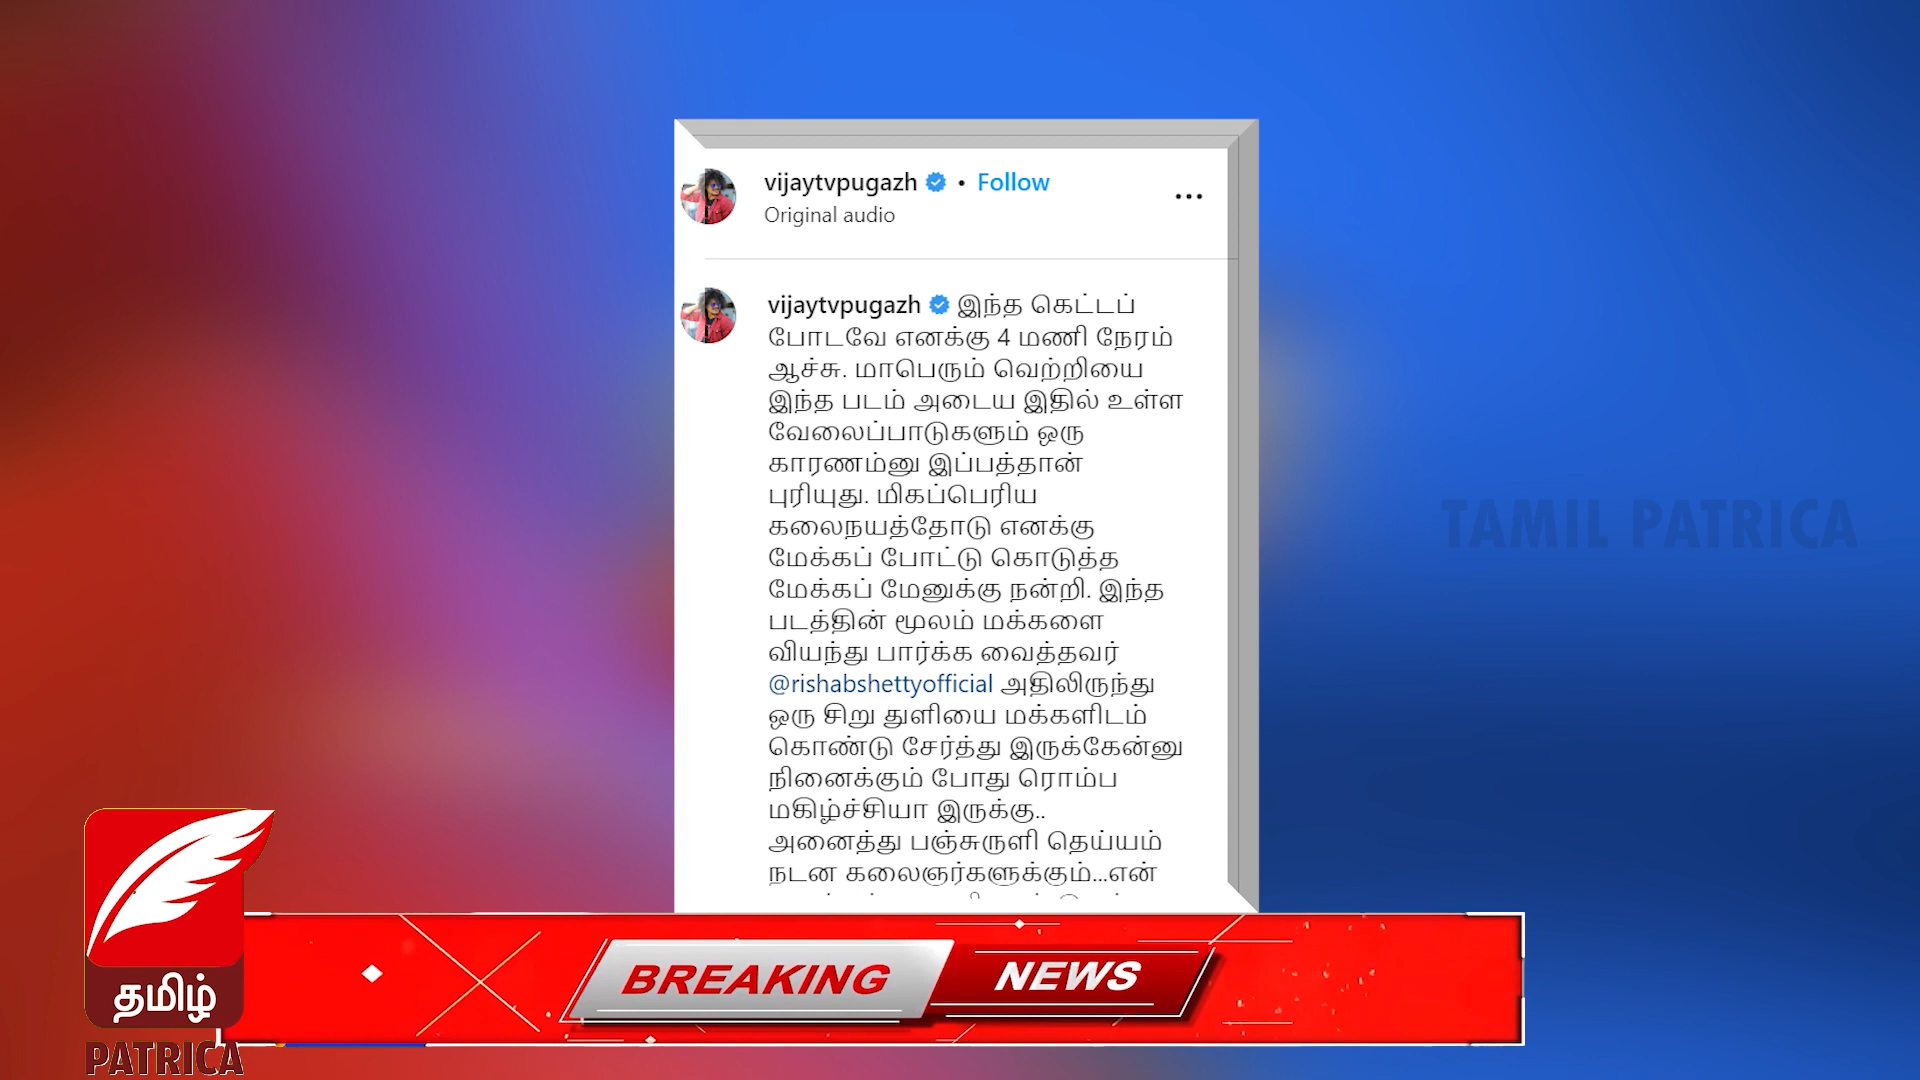 vijaytvpugazh • Follow
Original audio
...
vijaytvpugazh இந்த கெட்டப்
போடவே எனக்கு 4 மணி நேரம்
ஆச்சு. மாபெரும் வெற்றியை
இந்த படம் அடைய இதில் உள்ள
வேலைப்பாடுகளும் ஒரு
காரணம்னு இப்பத்தான்
புரியுது. மிகப்பெரிய
கலைநயத்தோடு எனக்கு
மேக்கப் போட்டு கொடுத்த
மேக்கப் மேனுக்கு நன்றி. இந்த
படத்தின் மூலம் மக்களை
வியந்து பார்க்க வைத்தவர்
@rishabshettyofficial அதிலிருந்து
ஒரு சிறு துளியை மக்களிடம்
கொண்டு சேர்த்து இருக்கேன்னு
நினைக்கும் போது ரொம்ப
மகிழ்ச்சியா இருக்கு..
அனைத்து பஞ்சுருளி தெய்யம்
நடன கலைஞர்களுக்கும்...என்
TAMIL PATRICA
BREAKING NEWS
தமிழ்
PATRICA